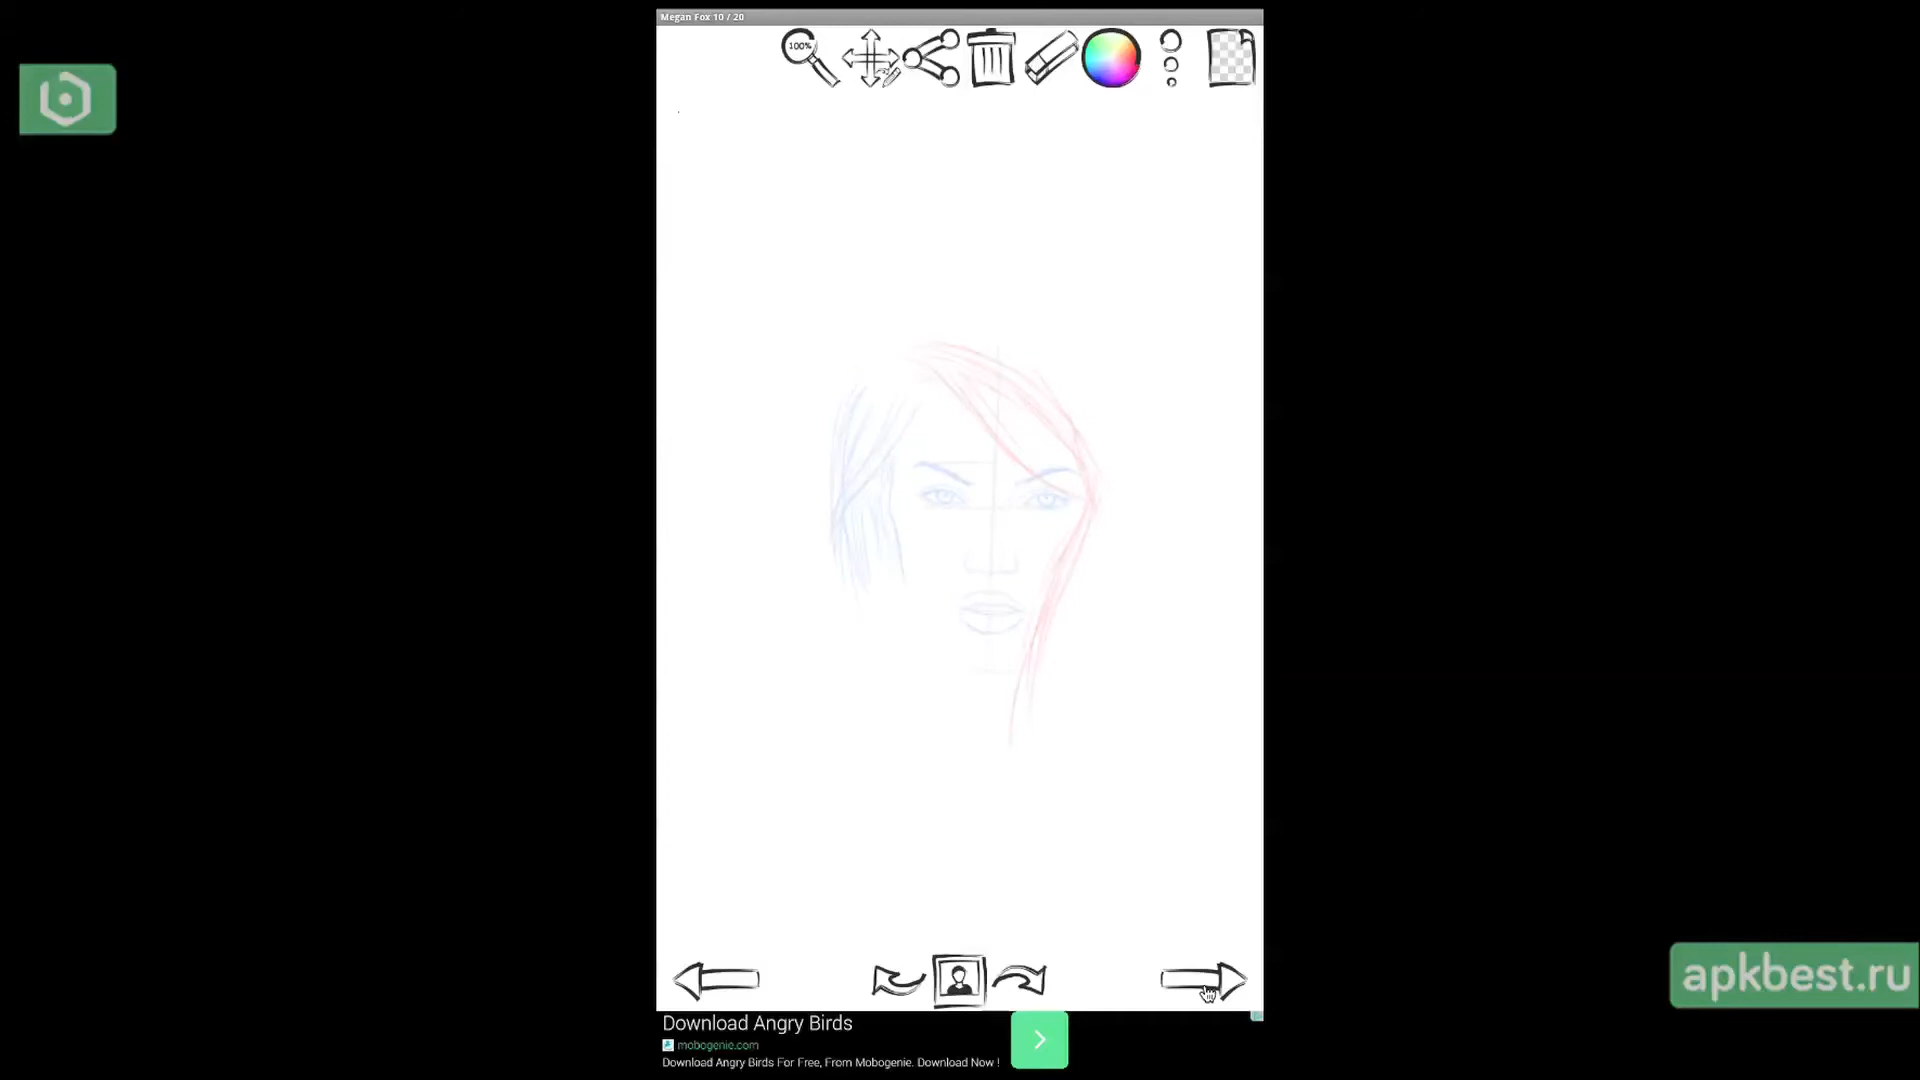 Megan Fox 10 / 20
100%
Download Angry Birds
mobogenie.com
Download Angry Birds For Free, From Mobogenie. Download Now !
apkbest.ru